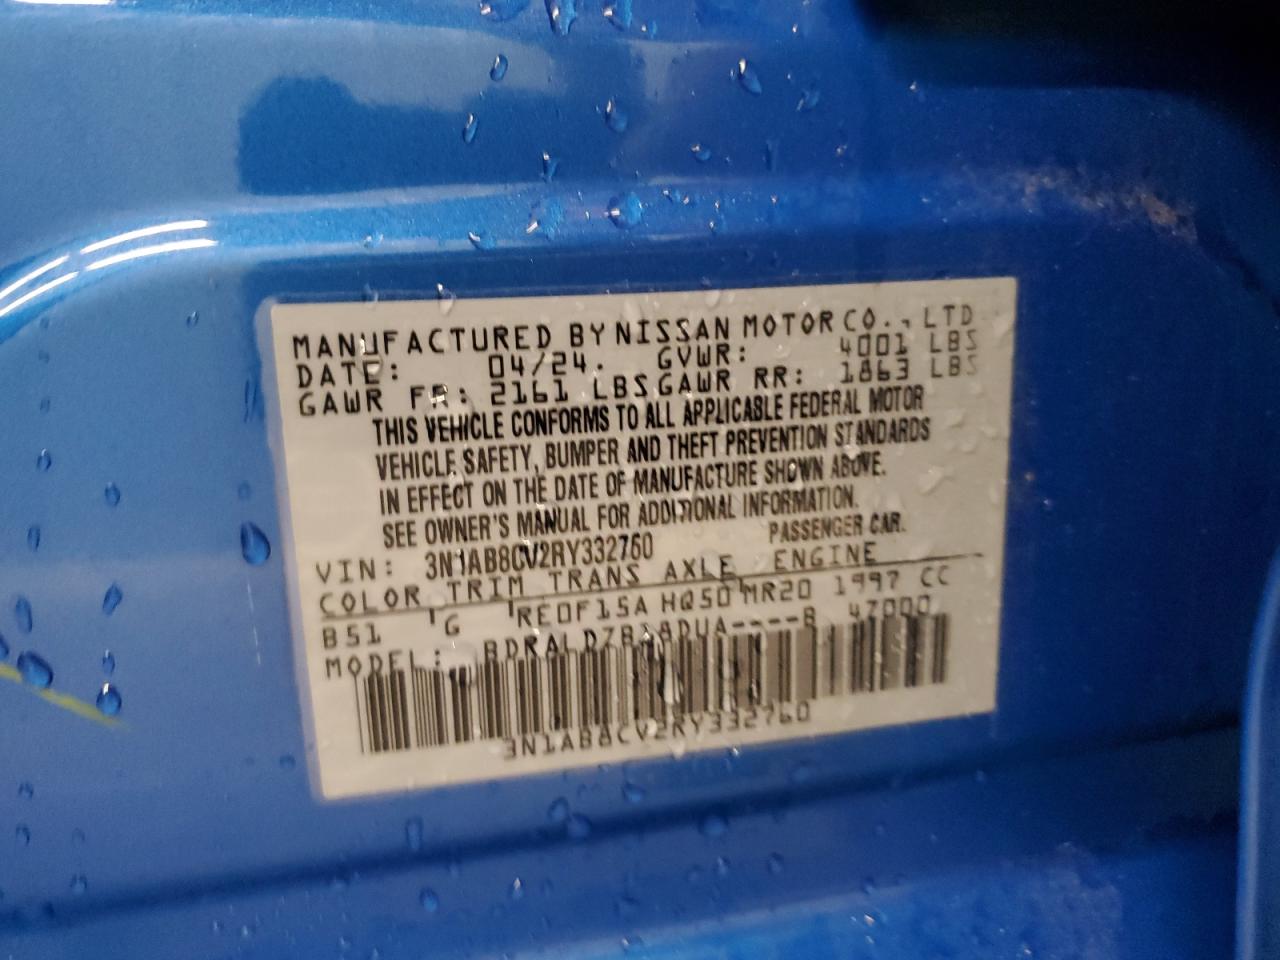 MANUFACTURED BY NISSAN MOTOR CO., LTD
DATE: 04/24. GVWR: 4001 LBS
GAWR FR: 2161 LBS GAWR RR: 1863 LBS
THIS VEHICLE CONFORMS TO ALL APPLICABLE FEDERAL MOTOR
VEHICLE SAFETY, BUMPER AND THEFT PREVENTION STANDARDS
IN EFFECT ON THE DATE OF MANUFACTURE SHOWN ABOVE.
SEE OWNER'S MANUAL FOR ADDITIONAL INFORMATION.
VIN: 3N1AB8CV2RY332760 PASSENGER CAR.
COLOR TRIM TRANS AXLE ENGINE
B51 G RE0F15A HQ50 MR20 1997 CC
MODEL: 47000
3N1AB8CV2RY332760